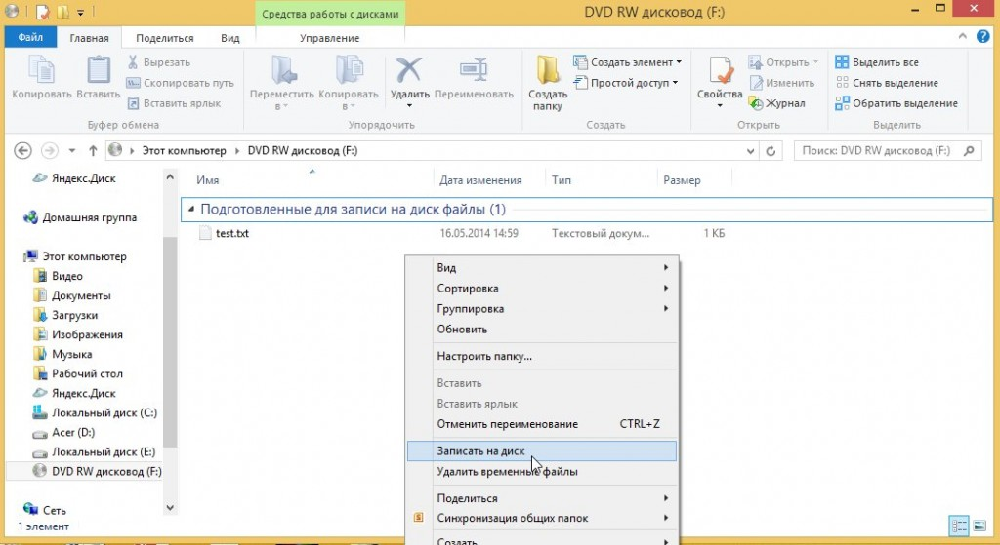 Средства работы с дисками
DVD RW дисковод (F:)
Файл
Главная
Поделиться
Вид
Управление
Копировать
Вставить
Вырезать
Скопировать путь
Вставить ярлык
Буфер обмена
Переместить в
Копировать в
Удалить
Переименовать
Упорядочить
Создать папку
Создать элемент
Простой доступ
Создать
Свойства
Открыть
Изменить
Журнал
Открыть
Выделить все
Снять выделение
Обратить выделение
Выделить
Этот компьютер
DVD RW дисковод (F:)
Поиск: DVD RW дисковод (F:)
Яндекс.Диск
Домашняя группа
Этот компьютер
Видео
Документы
Загрузки
Изображения
Музыка
Рабочий стол
Яндекс.Диск
Локальный диск (C:)
Acer (D:)
Локальный диск (E:)
DVD RW дисковод (F:)
Сеть
1 элемент
Имя
Дата изменения
Тип
Размер
Подготовленные для записи на диск файлы (1)
test.txt
16.05.2014 14:59
Текстовый докум...
1 КБ
Вид
Сортировка
Группировка
Обновить
Настроить папку...
Вставить
Вставить ярлык
Отменить переименование CTRL+Z
Записать на диск
Удалить временные файлы
Поделиться
Синхронизация общих папок
Создать